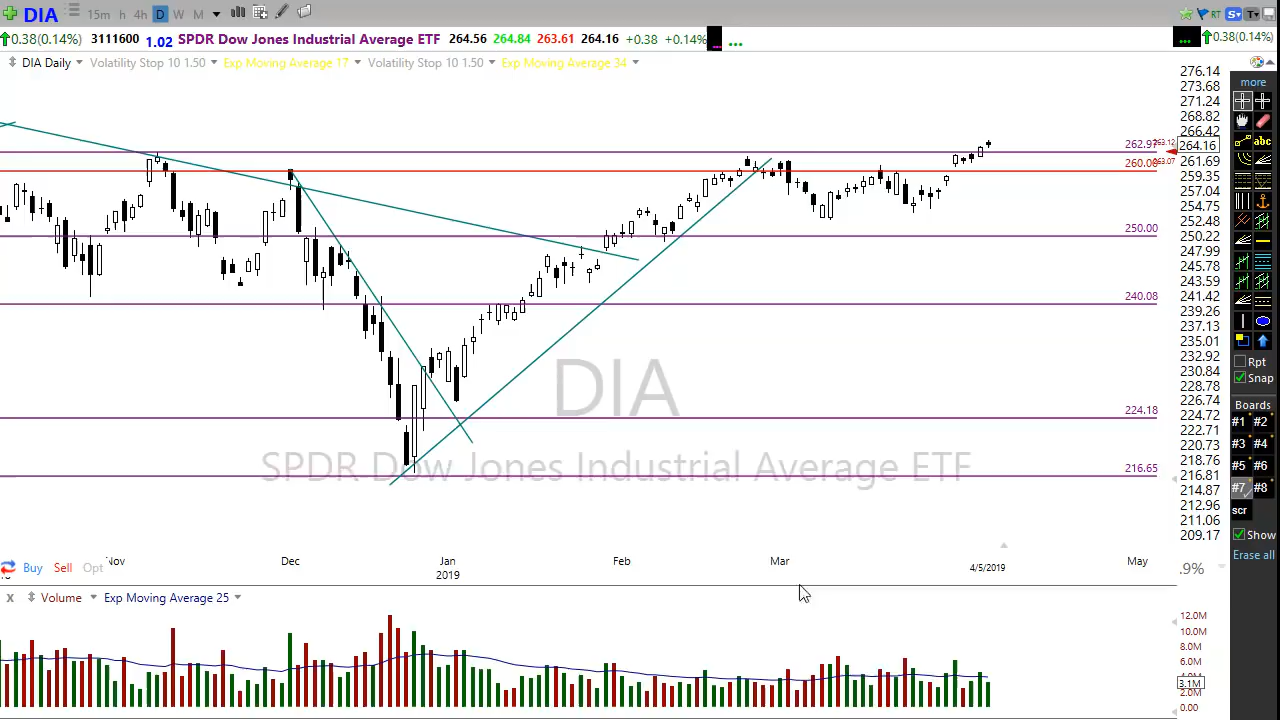 DIA 15m h 4h D W M RT S T
0.38(0.14%) 3111600 1.02 SPDR Dow Jones Industrial Average ETF 264.56 264.84 263.61 264.16 +0.38 +0.14% ... ... 0.38(0.14%)
DIA Daily Volatility Stop 10 1.50 Exp Moving Average 17 Volatility Stop 10 1.50 Exp Moving Average 34
276.14
273.68
271.24
268.82
266.42
264.16
261.69
259.35
257.04
254.75
252.48
250.22
247.99
245.78
243.59
241.42
239.26
237.13
235.01
232.92
230.84
228.78
226.74
224.72
222.71
220.73
218.76
216.81
214.87
212.96
211.06
209.17
262.97
263.12
260.08
263.07
250.00
240.08
224.18
216.65
DIA
SPDR Dow Jones Industrial Average ETF
Nov Dec Jan Feb Mar 4/5/2019 May
2019
Buy Sell Opt .9%
x Volume Exp Moving Average 25
12.0M
10.0M
8.0M
6.0M
4.0M
3.1M
2.0M
0.00
more
abc
Rpt
Snap
Boards
#1 #2
#3 #4
#5 #6
#7 #8
scr
Show
Erase all